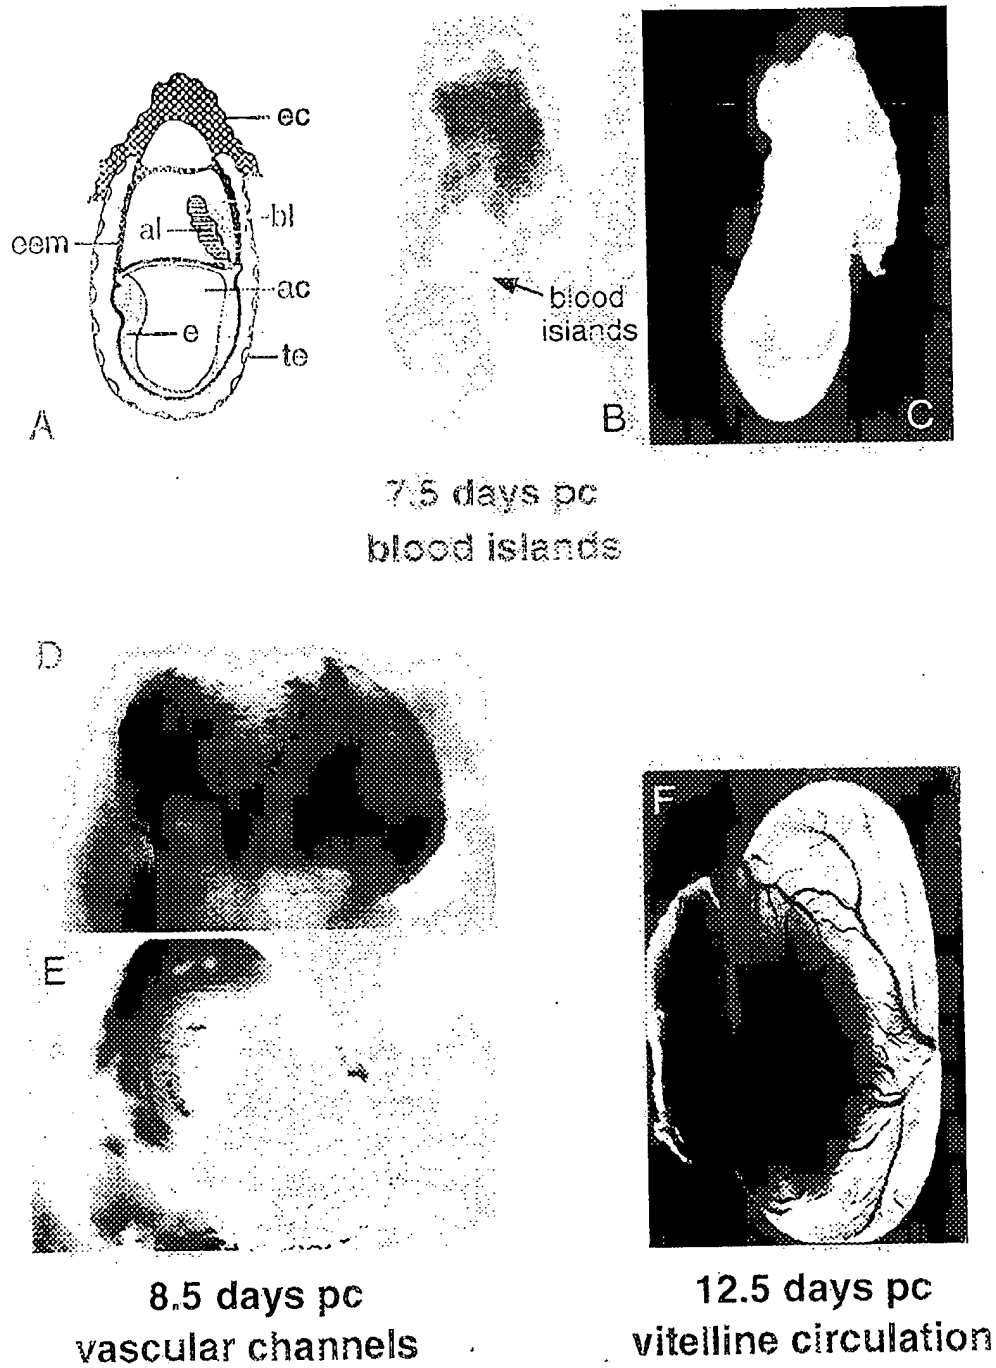 ec
bl
al
eem
ac
e
te
A
blood
islands
B
C
7.5 days pc
blood islands
D
E
F
8.5 days pc
vascular channels
12.5 days pc
vitelline circulation